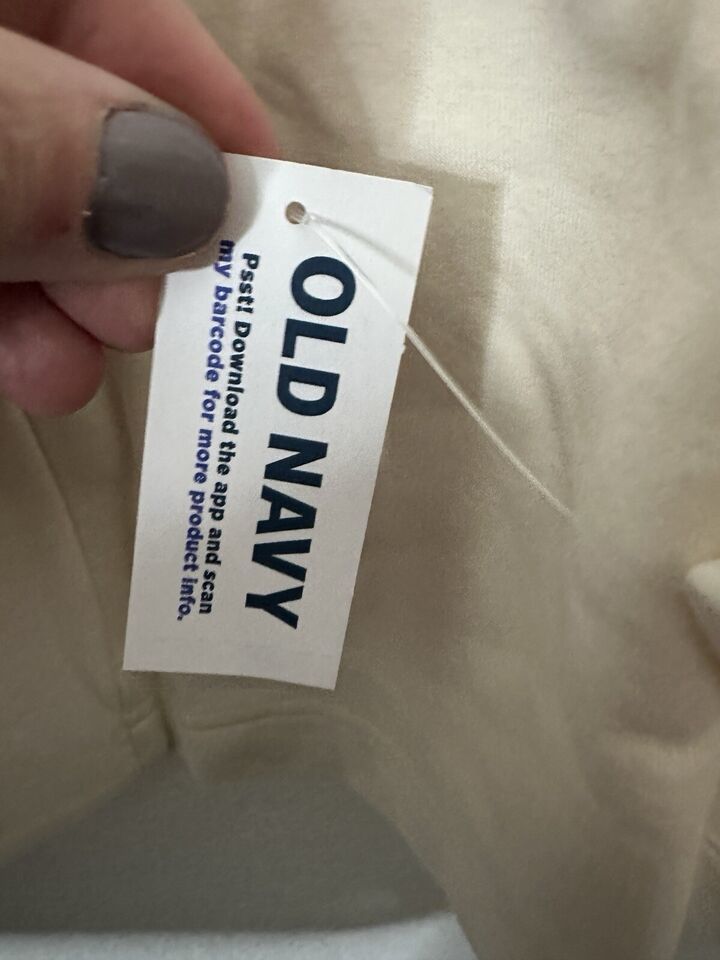 OLD NAVY
Psst! Download the app and scan
my barcode for more product info.